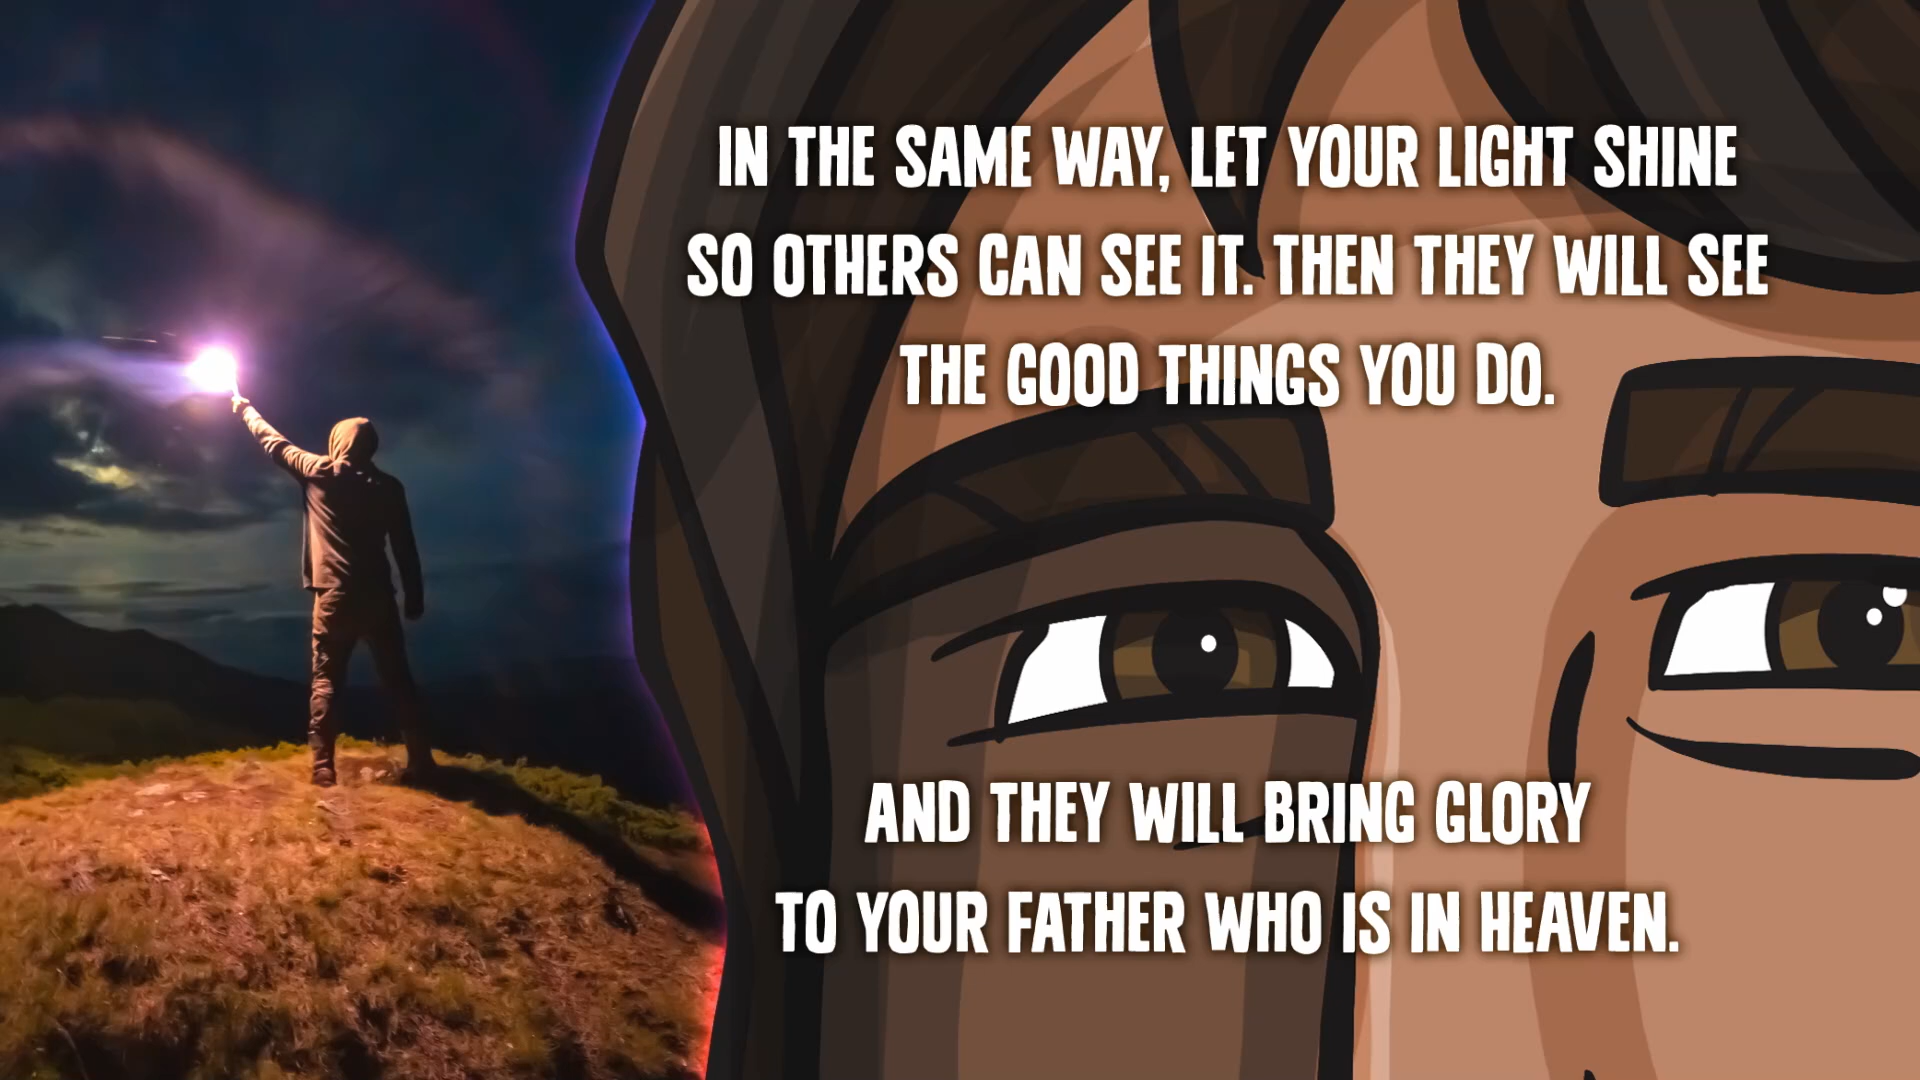 IN THE SAME WAY, LET YOUR LIGHT SHINE
SO OTHERS CAN SEE IT. THEN THEY WILL SEE
THE GOOD THINGS YOU DO.
AND THEY WILL BRING GLORY
TO YOUR FATHER WHO IS IN HEAVEN.